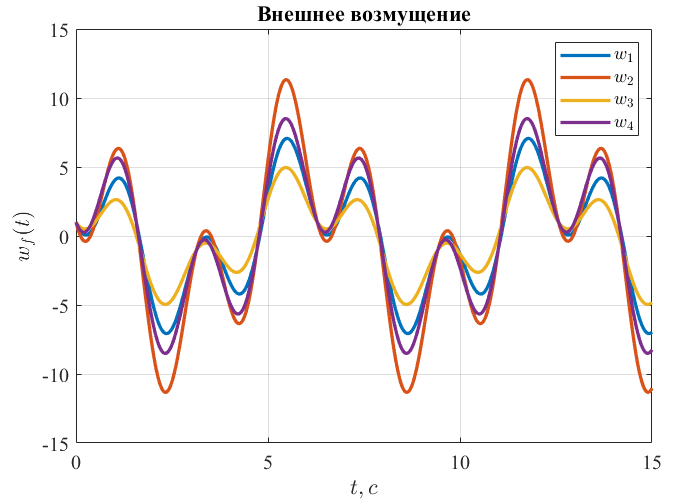 Внешнее возмущение
15
10
5
0
-5
-10
-15
w_f(t)
w_1
w_2
w_3
w_4
0 5 10 15
t, c